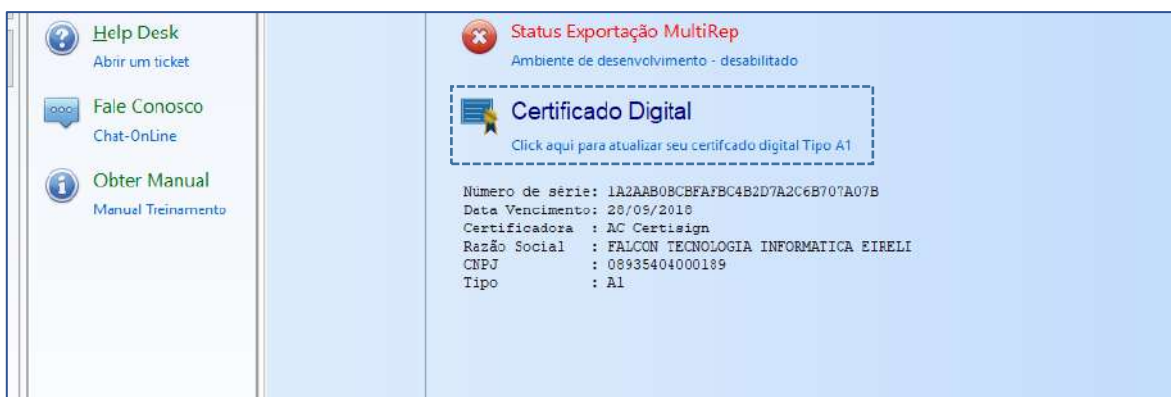 Help Desk
Abrir um ticket
Fale Conosco
Chat-OnLine
Obter Manual
Manual Treinamento
Status Exportação MultiRep
Ambiente de desenvolvimento - desabilitado
Certificado Digital
Click aqui para atualizar seu certifcado digital Tipo A1
Número de série: 1A2AAB0BCBFAFBC4B2D7A2C6B707A07B
Data Vencimento: 28/09/2018
Certificadora : AC Certisign
Razão Social : FALCON TECNOLOGIA INFORMATICA EIRELI
CNPJ : 08935404000189
Tipo : A1